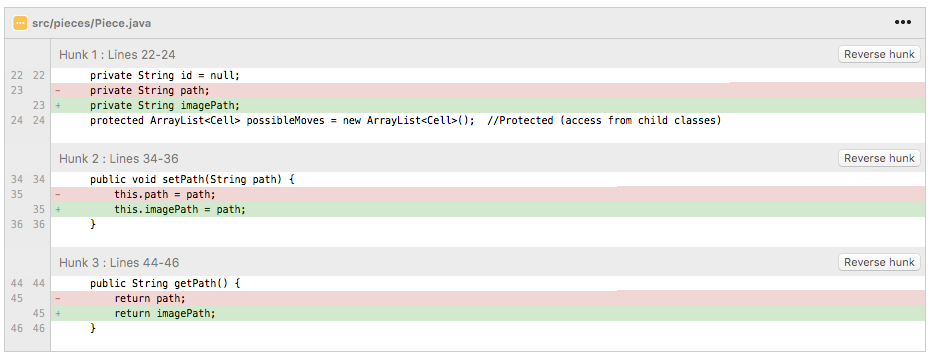 src/pieces/Piece.java •••
Hunk 1 : Lines 22-24 Reverse hunk
22 22 private String id = null;
23 - private String path;
23 + private String imagePath;
24 24 protected ArrayList<Cell> possibleMoves = new ArrayList<Cell>(); //Protected (access from child classes)
Hunk 2 : Lines 34-36 Reverse hunk
34 34 public void setPath(String path) {
35 - this.path = path;
35 + this.imagePath = path;
36 36 }
Hunk 3 : Lines 44-46 Reverse hunk
44 44 public String getPath() {
45 - return path;
45 + return imagePath;
46 46 }